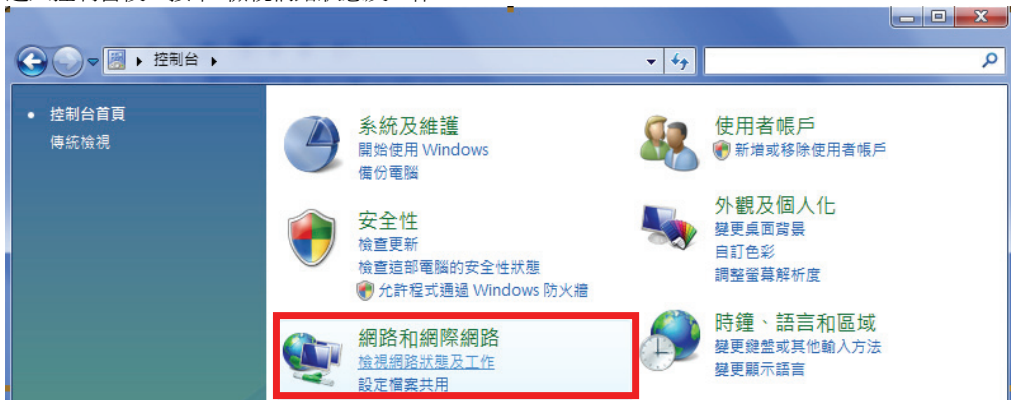 控制台
控制台首頁
傳統檢視
系統及維護
開始使用 Windows
備份電腦
安全性
檢查更新
檢查這部電腦的安全性狀態
允許程式通過 Windows 防火牆
網路和網際網路
檢視網路狀態及工作
設定檔案共用
使用者帳戶
新增或移除使用者帳戶
外觀及個人化
變更桌面背景
自訂色彩
調整螢幕解析度
時鐘、語言和區域
變更鍵盤或其他輸入方法
變更顯示語言